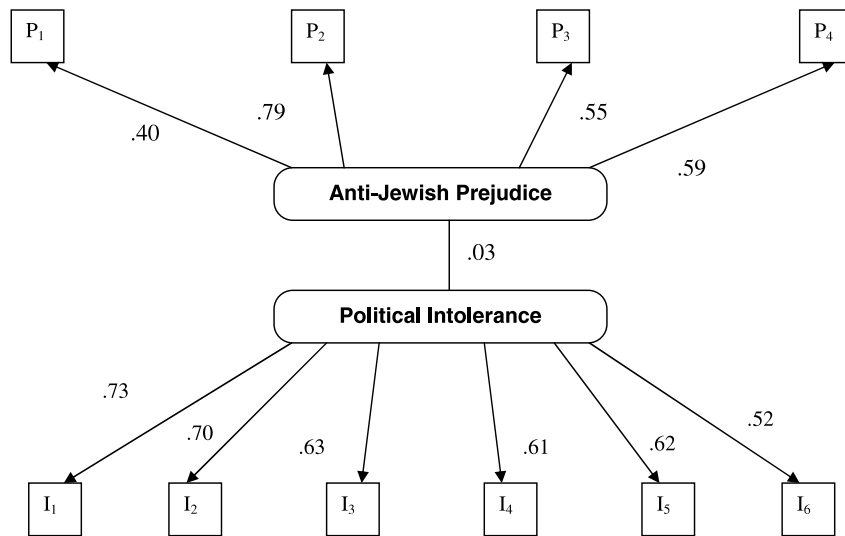 P₁ P₂ P₃ P₄
.40 .79 .55 .59
Anti-Jewish Prejudice
.03
Political Intolerance
.73 .70 .63 .61 .62 .52
I₁ I₂ I₃ I₄ I₅ I₆